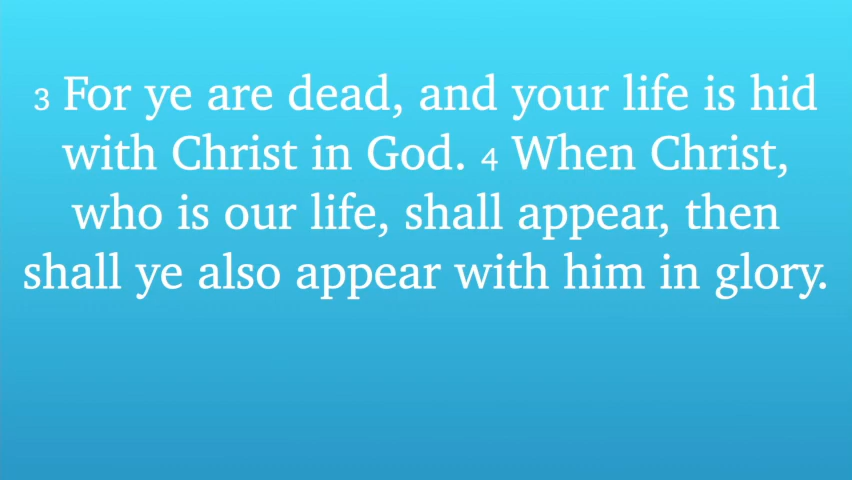 3 For ye are dead, and your life is hid
with Christ in God. 4 When Christ,
who is our life, shall appear, then
shall ye also appear with him in glory.